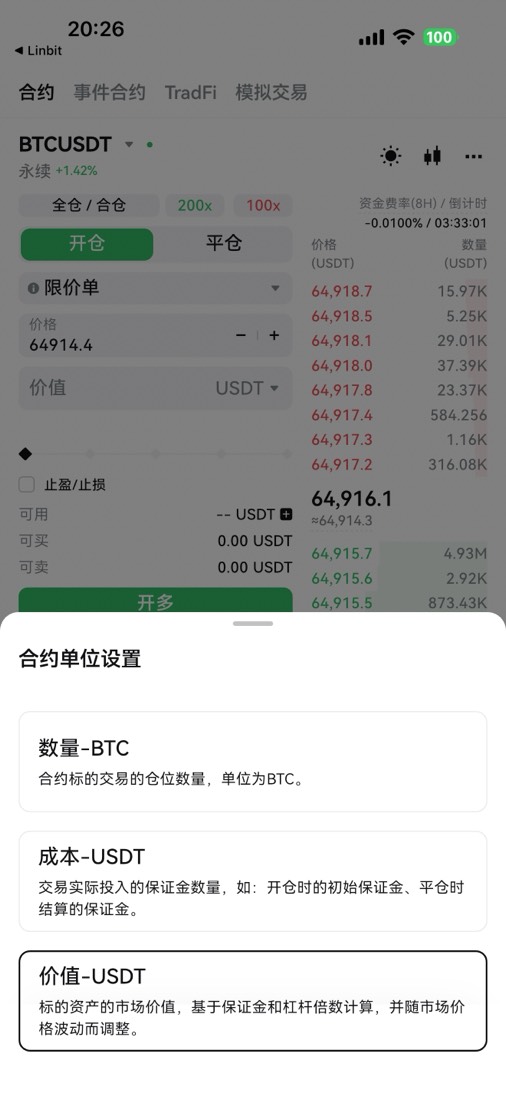 20:26
100
◀ Linbit
合约 事件合约 TradFi 模拟交易
BTCUSDT
永续 +1.42%
全仓 / 合仓 200x 100x
资金费率(8H) / 倒计时
-0.0100% / 03:33:01
开仓 平仓
价格 数量
(USDT) (USDT)
限价单
价格
64914.4 − +
价值 USDT
64,918.7 15.97K
64,918.5 5.25K
64,918.1 29.01K
64,918.0 37.39K
64,917.8 23.37K
64,917.4 584.256
64,917.3 1.16K
64,917.2 316.08K
止盈/止损
可用 -- USDT
可买 0.00 USDT
可卖 0.00 USDT
开多
64,916.1
≈64,914.3
64,915.7 4.93M
64,915.6 2.92K
64,915.5 873.43K
合约单位设置
数量-BTC
合约标的交易的仓位数量，单位为BTC。
成本-USDT
交易实际投入的保证金数量，如：开仓时的初始保证金、平仓时
结算的保证金。
价值-USDT
标的资产的市场价值，基于保证金和杠杆倍数计算，并随市场价
格波动而调整。